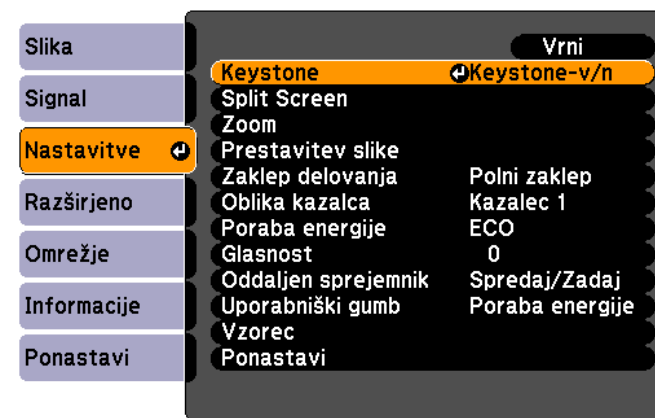 Slika
Signal
Nastavitve
Razširjeno
Omrežje
Informacije
Ponastavi
Vrni
Keystone Keystone-v/n
Split Screen
Zoom
Prestavitev slike
Zaklep delovanja Polni zaklep
Oblika kazalca Kazalec 1
Poraba energije ECO
Glasnost 0
Oddaljen sprejemnik Spredaj/Zadaj
Uporabniški gumb Poraba energije
Vzorec
Ponastavi